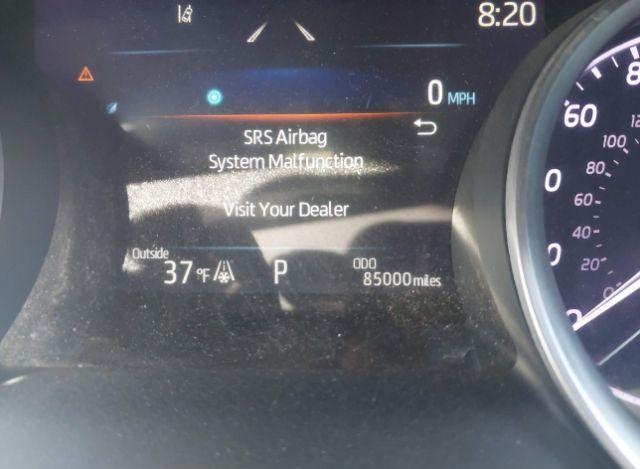 8:20
0 MPH
SRS Airbag
System Malfunction
Visit Your Dealer
Outside
37 °F
P
ODO
85000 miles
60
100
80
60
40
20
0